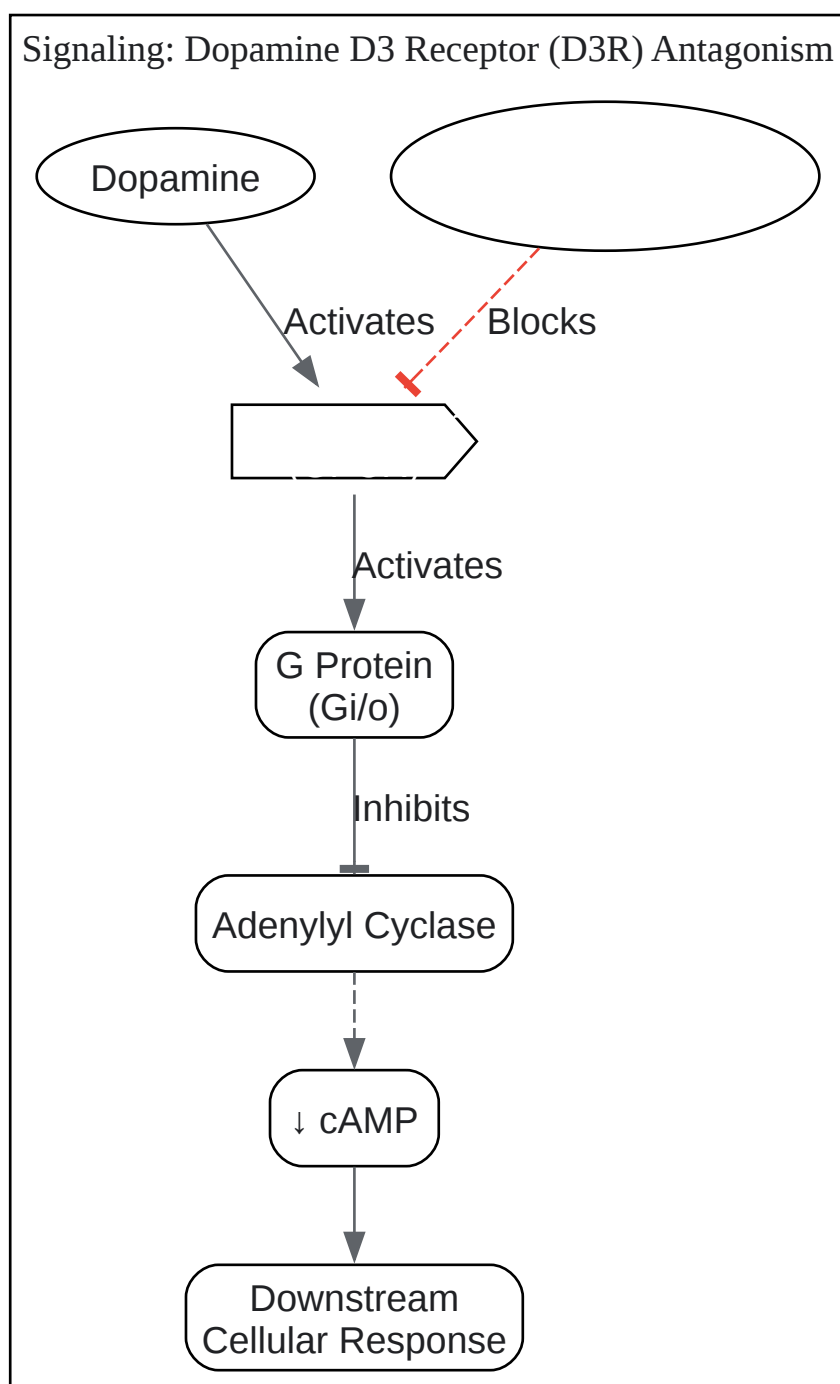 Signaling: Dopamine D3 Receptor (D3R) Antagonism
Dopamine
Activates
Blocks
Activates
G Protein
(Gi/o)
Inhibits
Adenylyl Cyclase
↓ cAMP
Downstream
Cellular Response